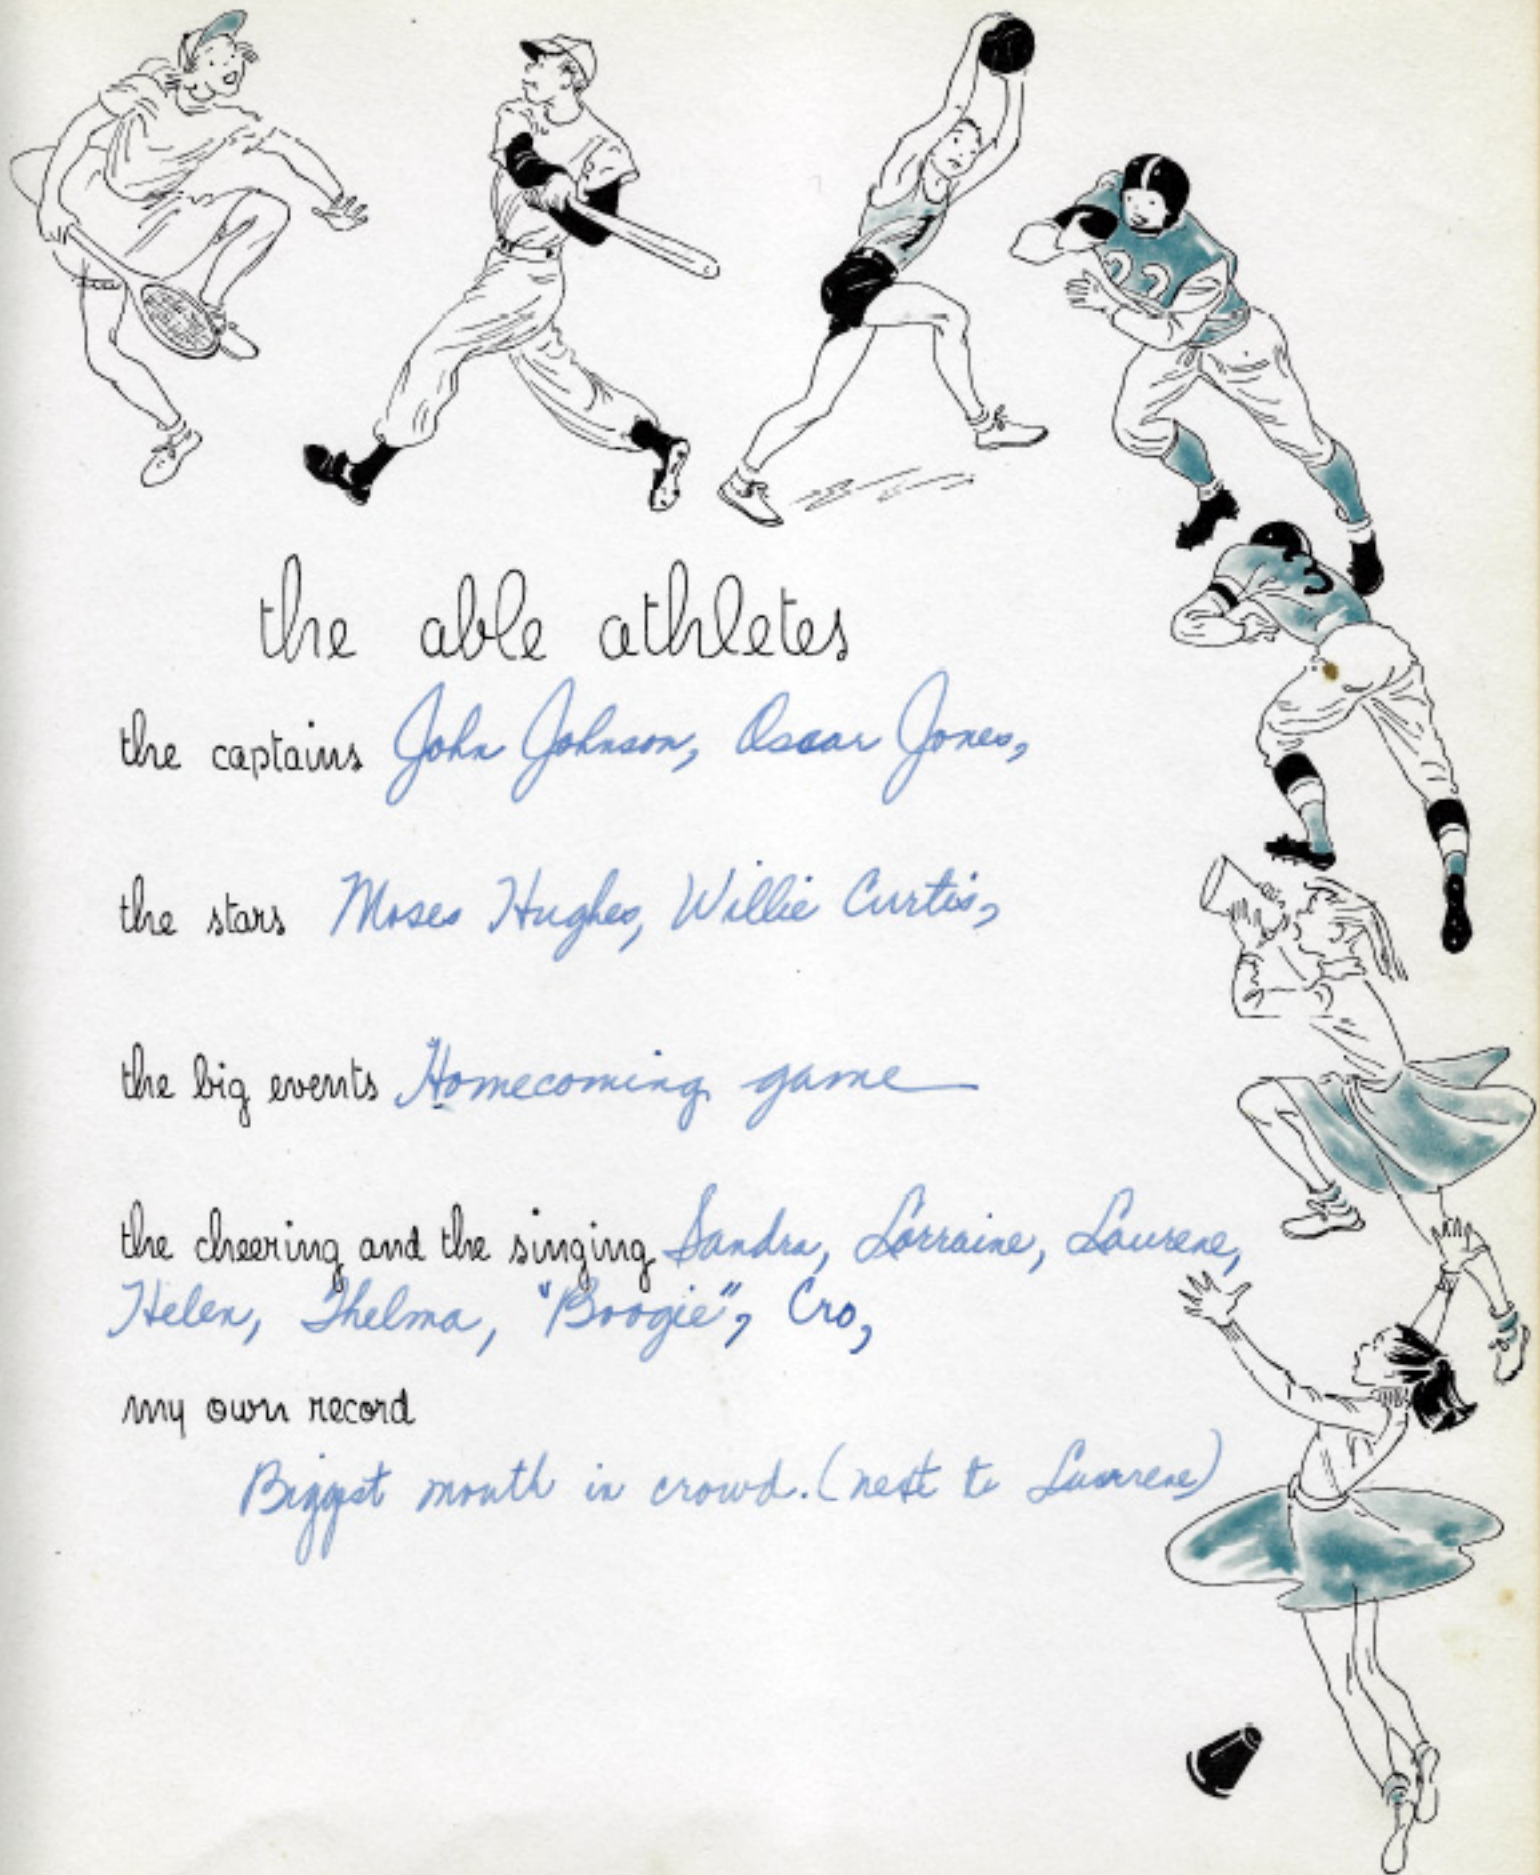 22
3
the able athletes
the captains John Johnson, Oscar Jones,
the stars Moses Hughes, Willie Curtis,
the big events Homecoming game
the cheering and the singing Sandra, Lorraine, Laurene,
Helen, Thelma, "Boogie", Cro,
my own record
Biggest mouth in crowd. (next to Laurene)